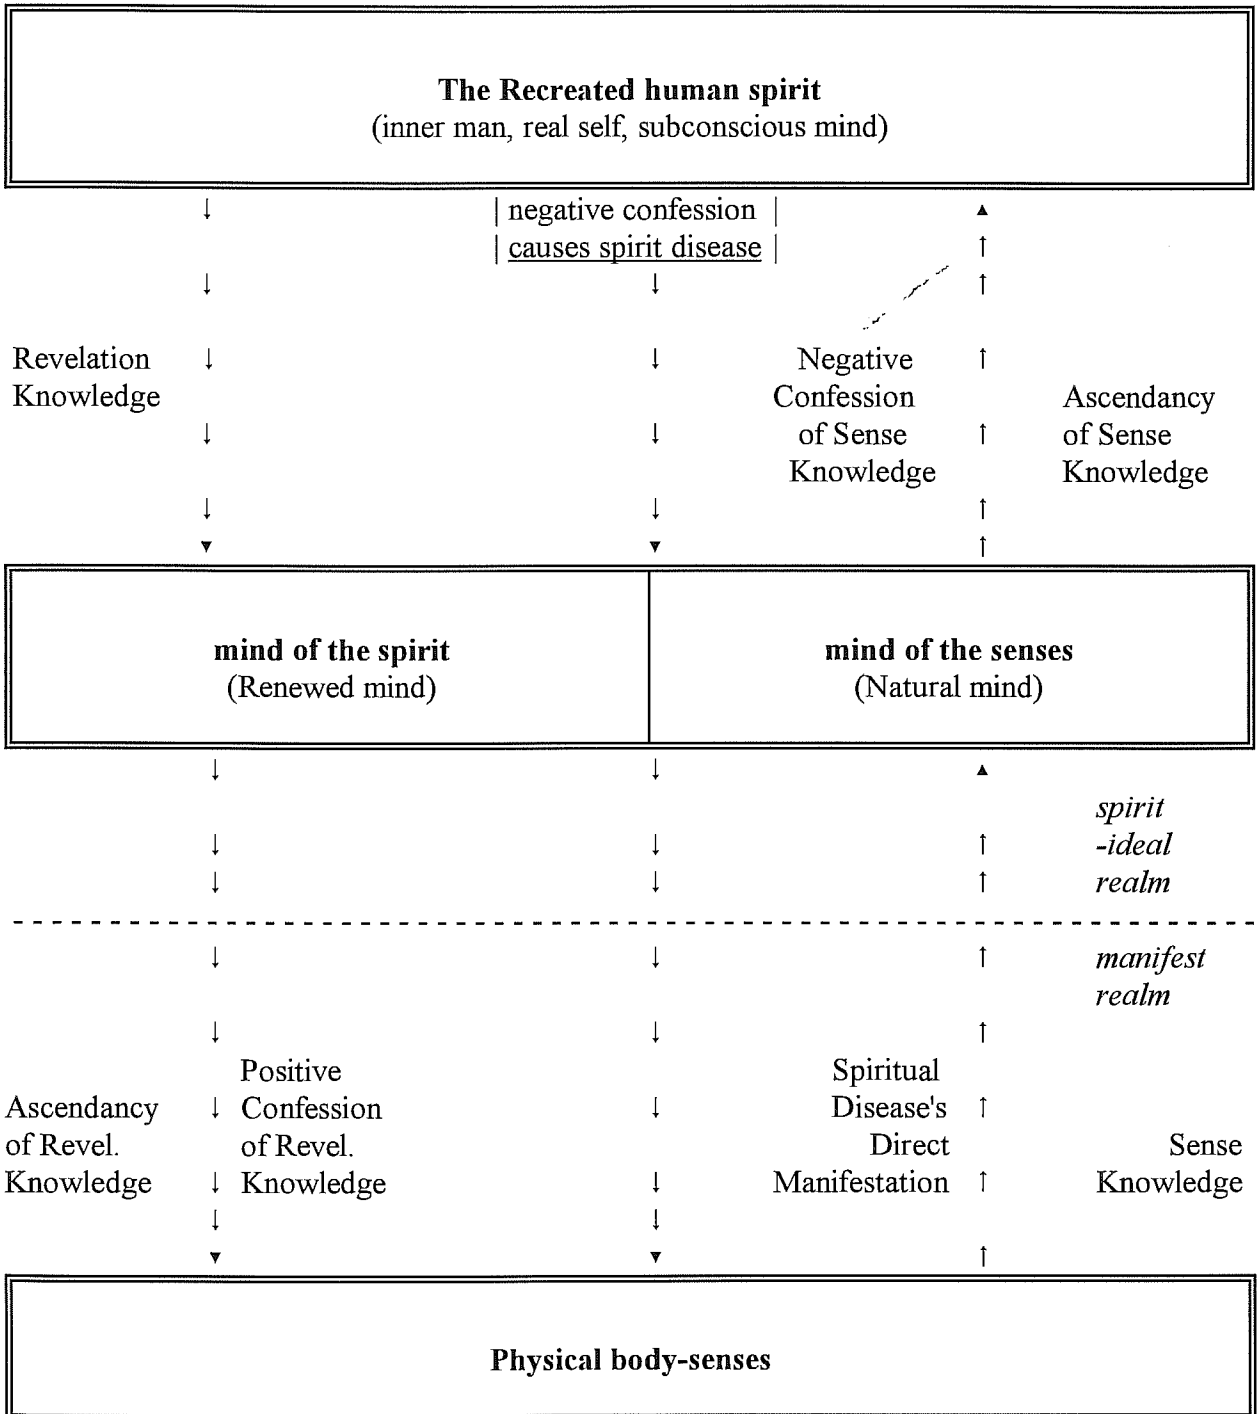 The Recreated human spirit
(inner man, real self, subconscious mind)
| negative confession |
| causes spirit disease |
Revelation
Knowledge
Negative
Confession
of Sense
Knowledge
Ascendancy
of Sense
Knowledge
mind of the spirit
(Renewed mind)
mind of the senses
(Natural mind)
spirit
-ideal
realm
manifest
realm
Ascendancy
of Revel.
Knowledge
Positive
Confession
of Revel.
Knowledge
Spiritual
Disease's
Direct
Manifestation
Sense
Knowledge
Physical body-senses